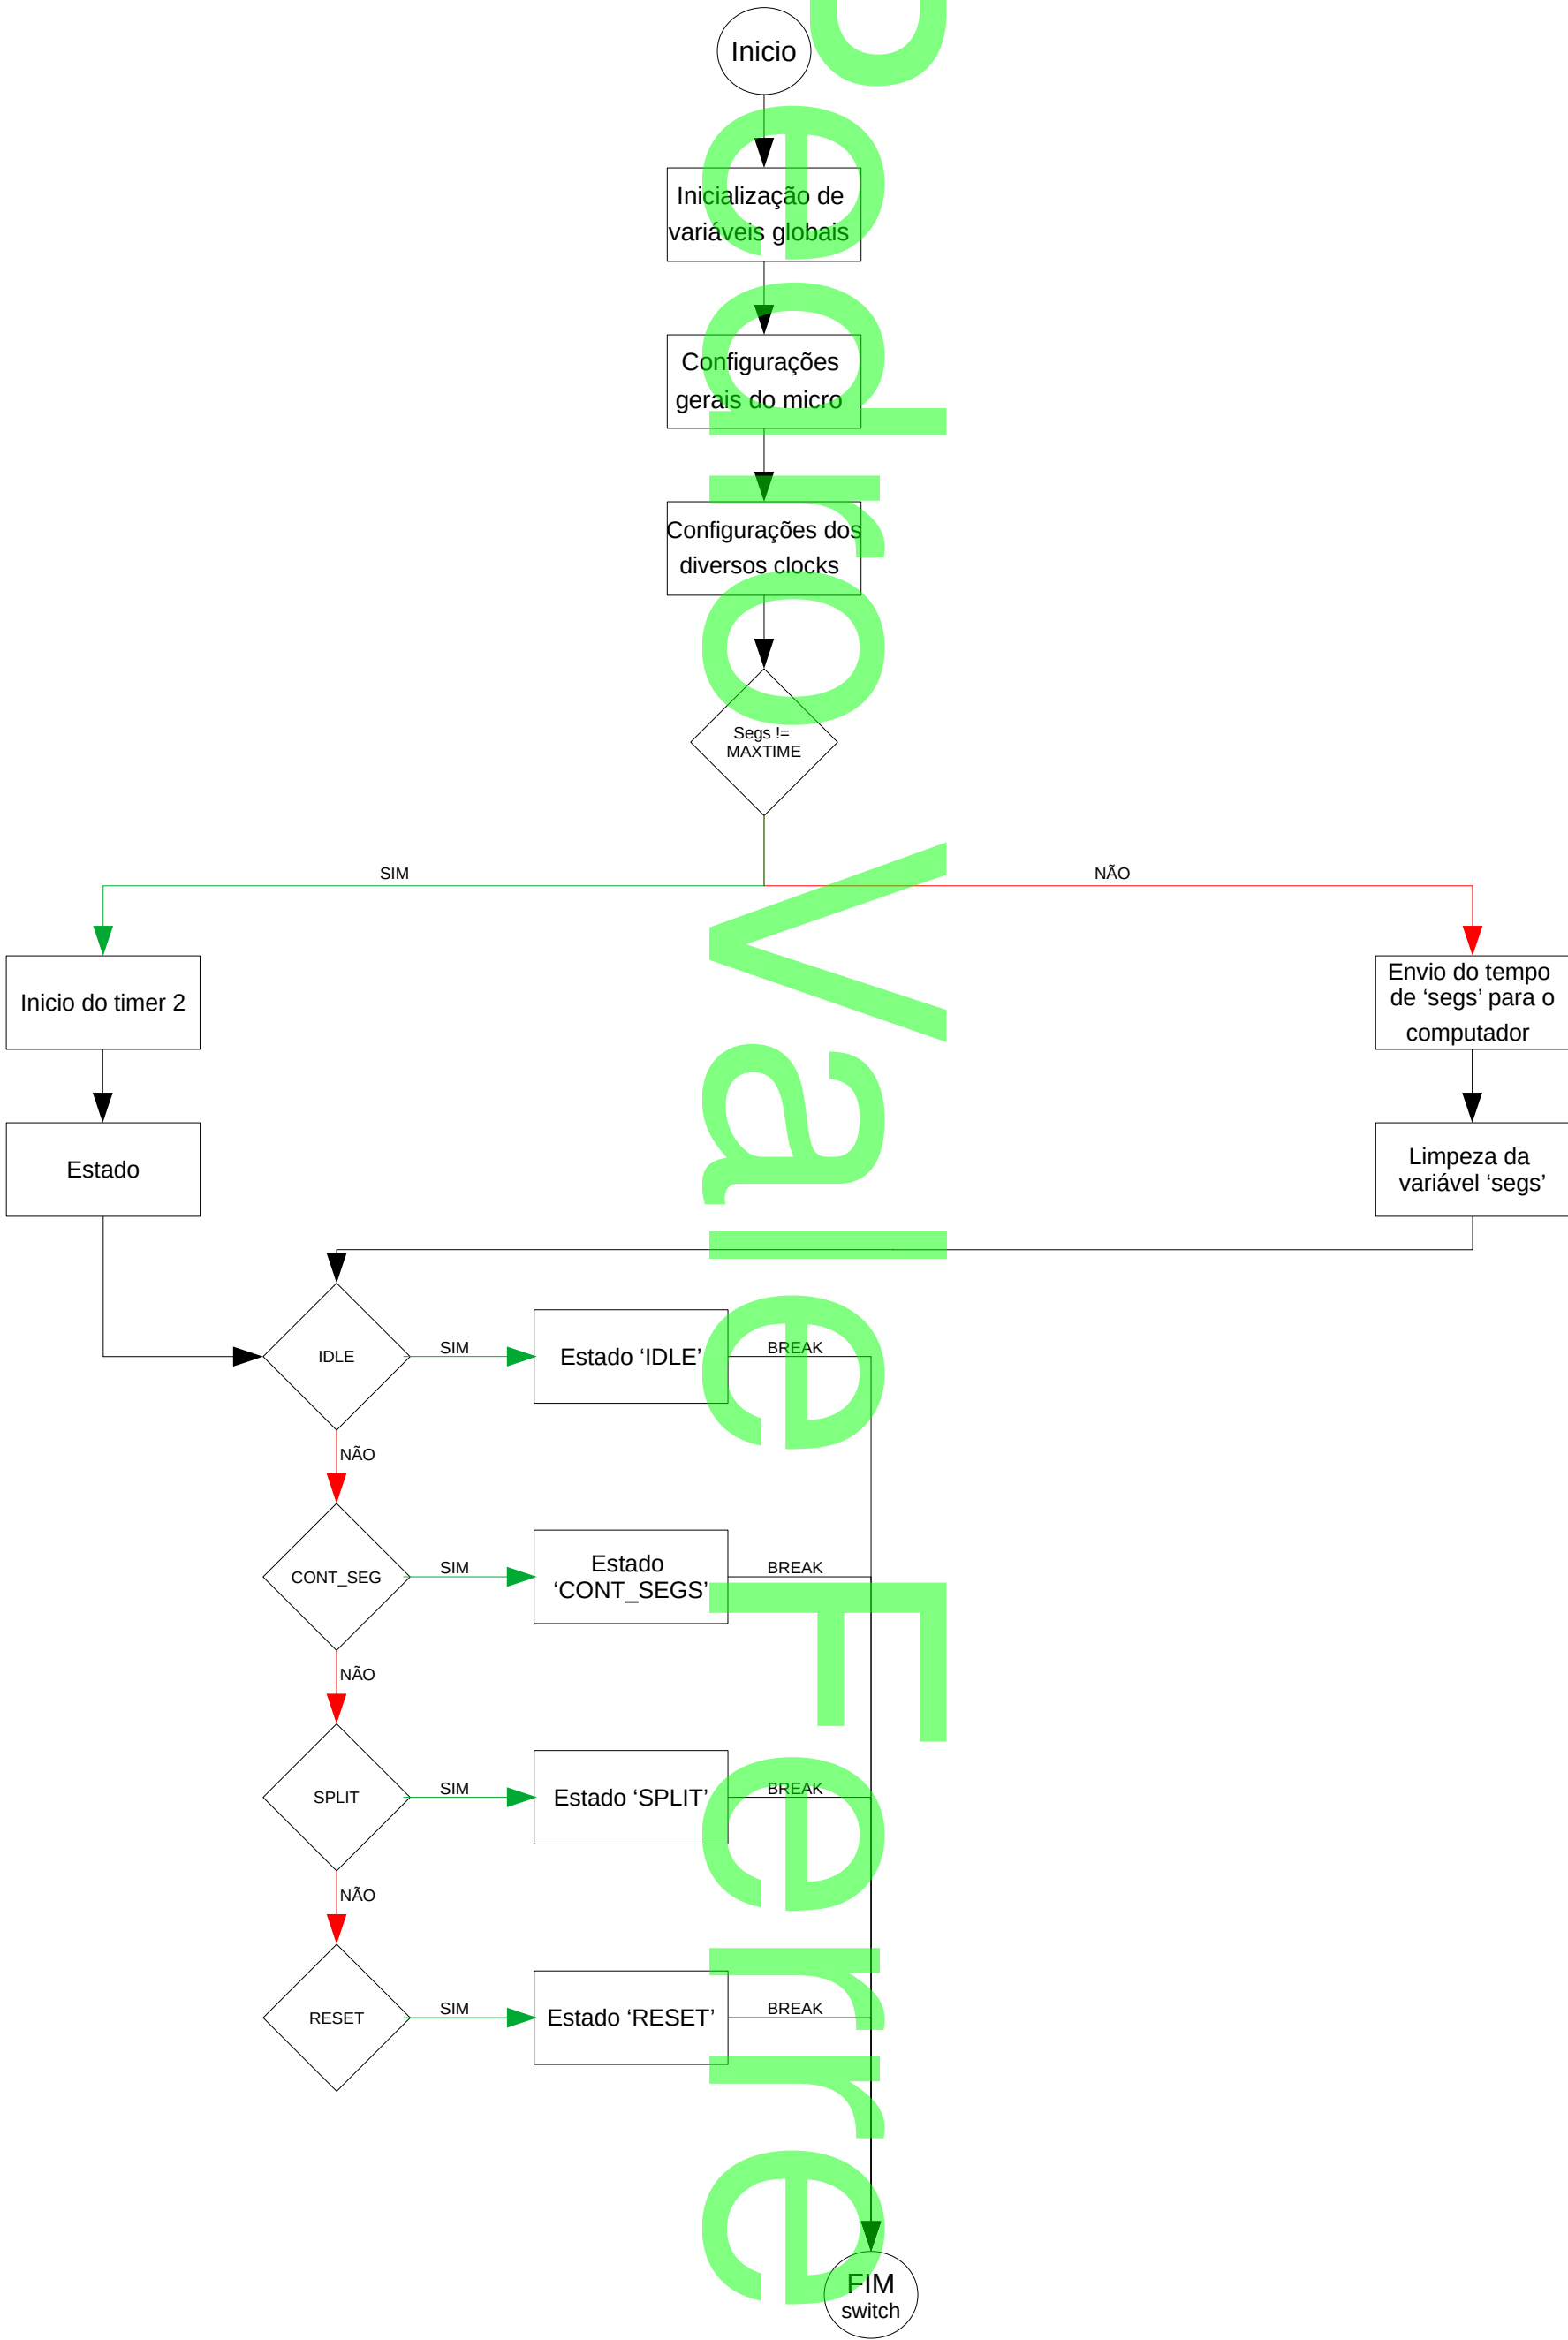 Inicio
Inicialização de
variáveis globais
Configurações
gerais do micro
Configurações dos
diversos clocks
Segs !=
MAXTIME
SIM
NÃO
Inicio do timer 2
Envio do tempo
de ‘segs’ para o
computador
Estado
Limpeza da
variável ‘segs’
IDLE
SIM
Estado ‘IDLE’
BREAK
NÃO
CONT_SEG
SIM
Estado
‘CONT_SEGS’
BREAK
NÃO
SPLIT
SIM
Estado ‘SPLIT’
BREAK
NÃO
RESET
SIM
Estado ‘RESET’
BREAK
FIM
switch
Pedro Vale Ferre